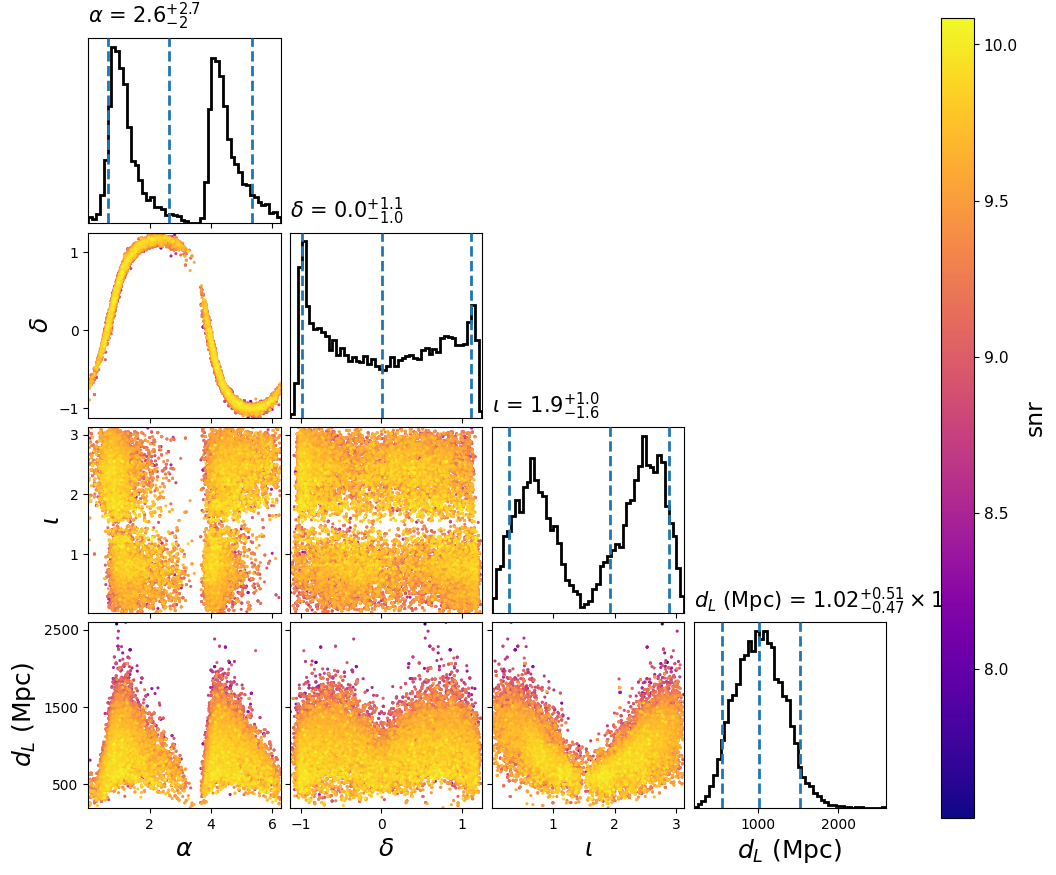 α = 2.6+2.7−2
10.0
δ = 0.0+1.1−1.0
9.5
1
δ
0
9.0
−1
ι = 1.9+1.0−1.6
snr
3
ι
2
8.5
1
dL (Mpc) = 1.02+0.51−0.47 × 1
8.0
2500
dL (Mpc)
1500
500
2 4 6 −1 0 1 1 2 3 1000 2000
α δ ι dL (Mpc)